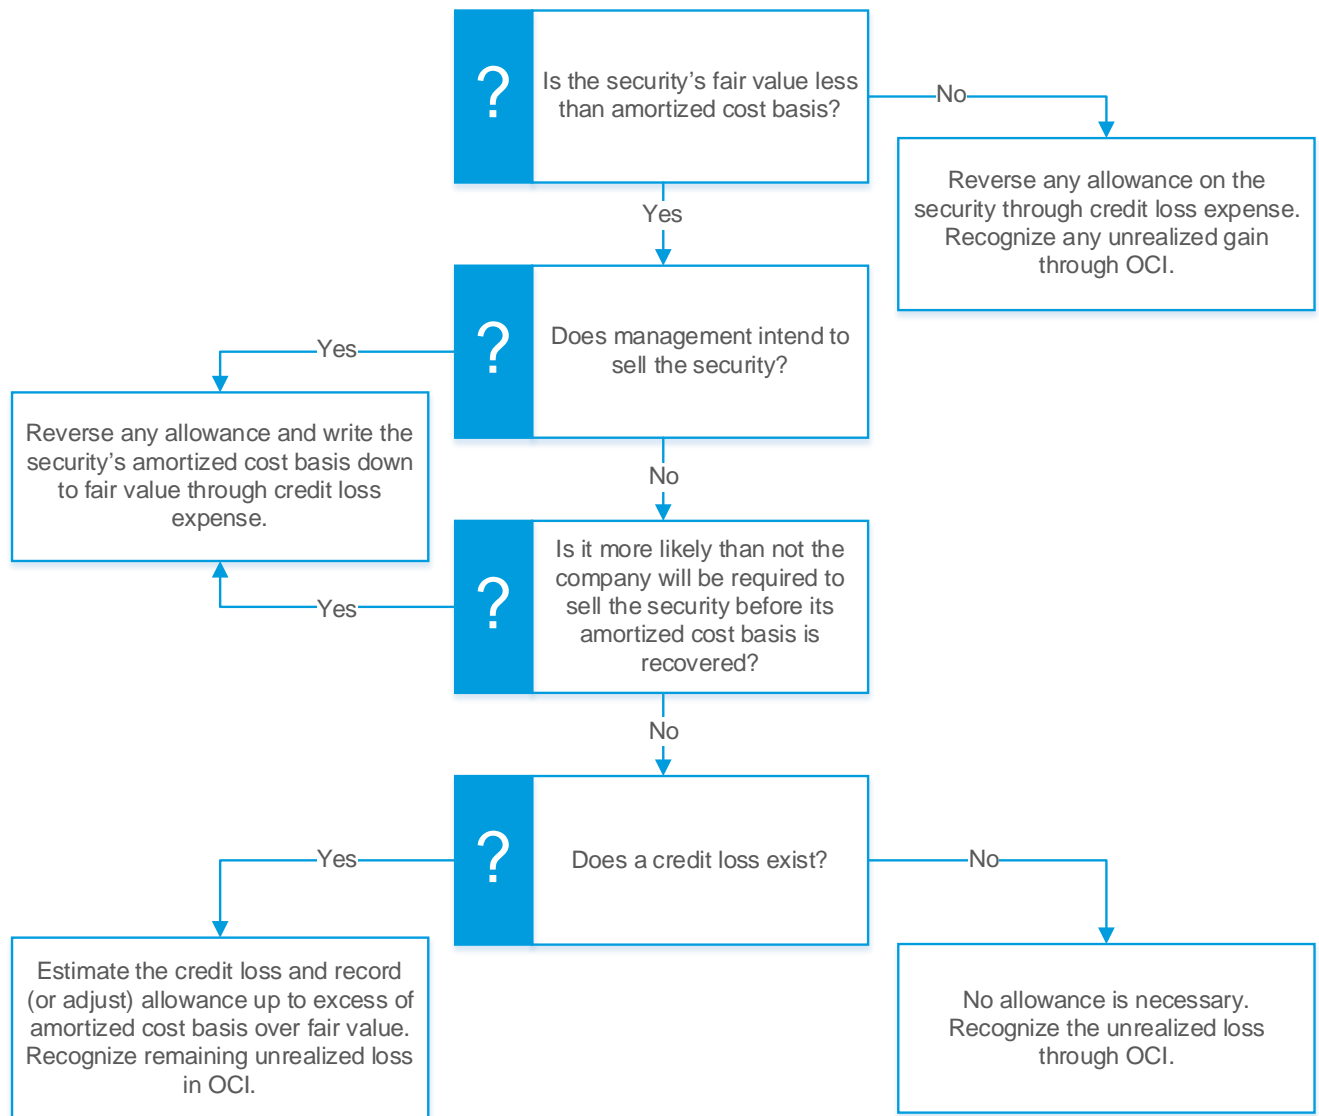 ?
Is the security’s fair value less
than amortized cost basis?
No
Reverse any allowance on the
security through credit loss expense.
Recognize any unrealized gain
through OCI.
Yes
?
Does management intend to
sell the security?
Yes
Reverse any allowance and write the
security’s amortized cost basis down
to fair value through credit loss
expense.
No
?
Is it more likely than not the
company will be required to
sell the security before its
amortized cost basis is
recovered?
Yes
No
?
Does a credit loss exist?
Yes
No
Estimate the credit loss and record
(or adjust) allowance up to excess of
amortized cost basis over fair value.
Recognize remaining unrealized loss
in OCI.
No allowance is necessary.
Recognize the unrealized loss
through OCI.